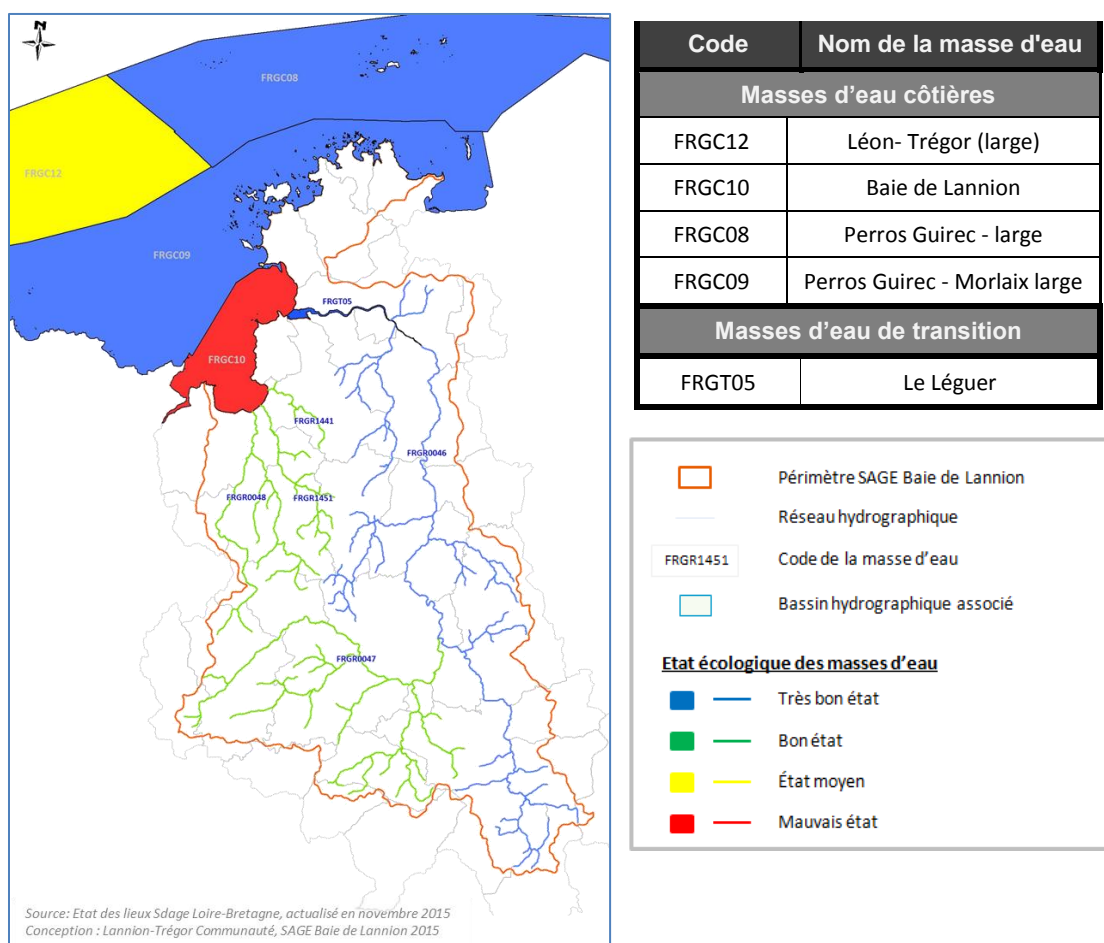 N
FRGC08
FRGC12
FRGC09
FRGT05
FRGC10
FRGR1441
FRGR0046
FRGR0048
FRGR1451
FRGR0047
Source: Etat des lieux Sdage Loire-Bretagne, actualisé en novembre 2015
Conception : Lannion-Trégor Communauté, SAGE Baie de Lannion 2015
Code Nom de la masse d'eau
Masses d’eau côtières
FRGC12 Léon- Trégor (large)
FRGC10 Baie de Lannion
FRGC08 Perros Guirec - large
FRGC09 Perros Guirec - Morlaix large
Masses d’eau de transition
FRGT05 Le Léguer
Périmètre SAGE Baie de Lannion
Réseau hydrographique
FRGR1451 Code de la masse d’eau
Bassin hydrographique associé
Etat écologique des masses d’eau
Très bon état
Bon état
État moyen
Mauvais état